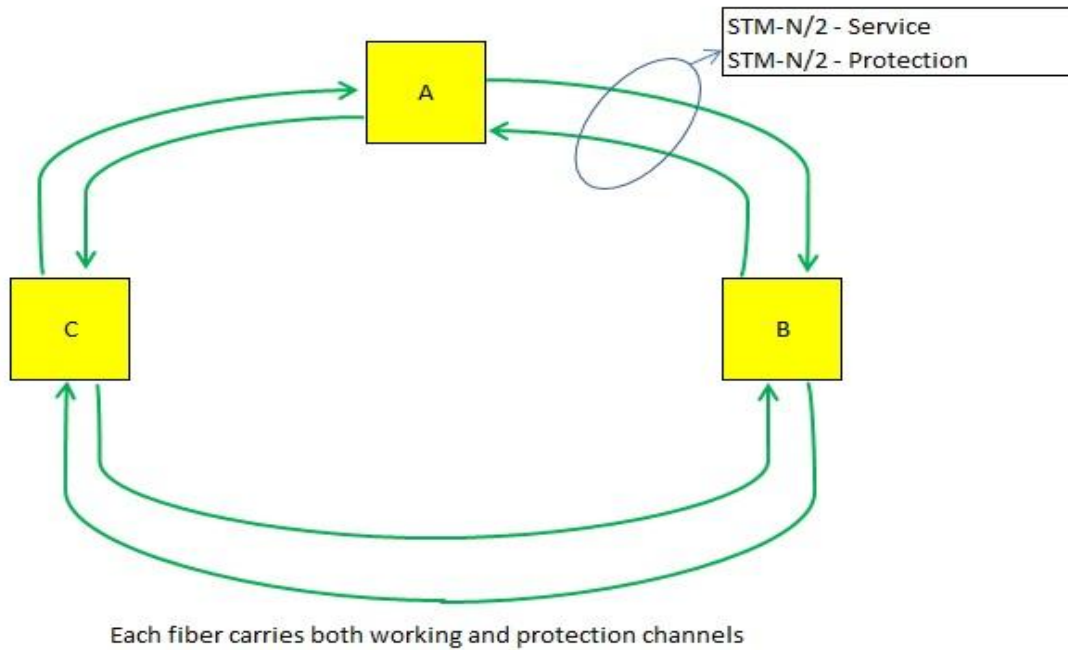 STM-N/2 - Service
STM-N/2 - Protection
A
C
B
Each fiber carries both working and protection channels